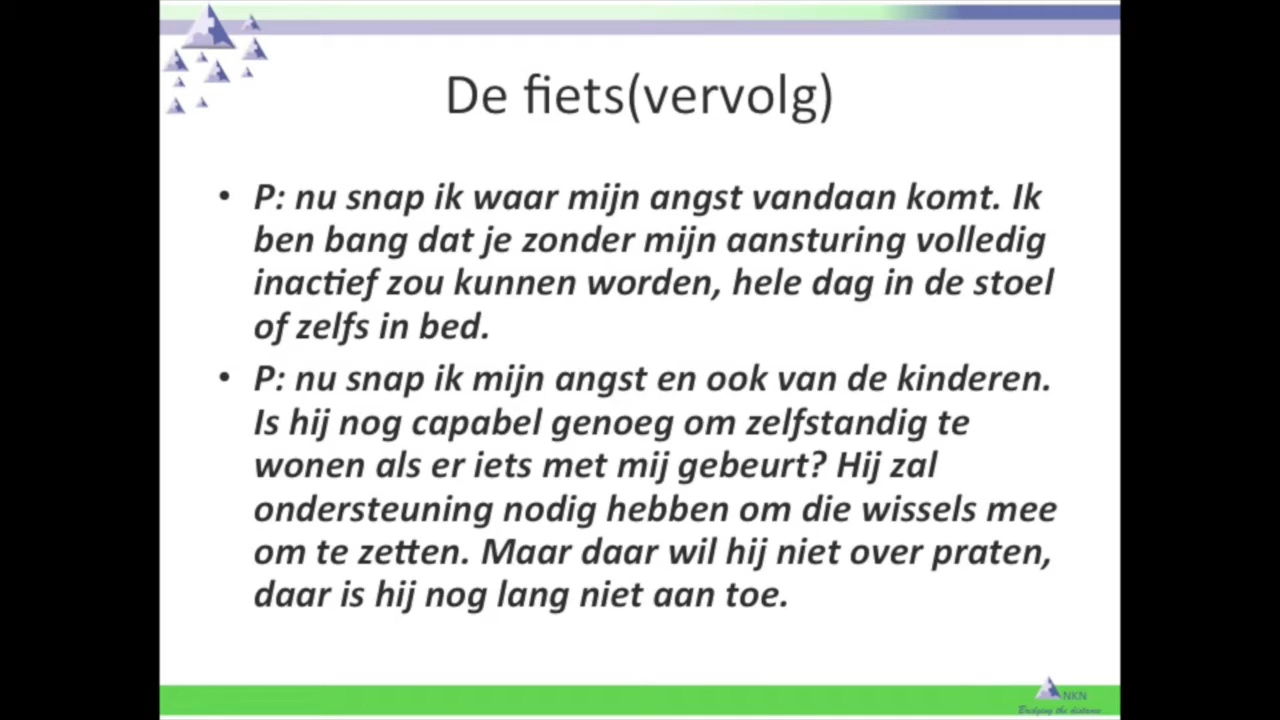 De fiets(vervolg)
• P: nu snap ik waar mijn angst vandaan komt. Ik
ben bang dat je zonder mijn aansturing volledig
inactief zou kunnen worden, hele dag in de stoel
of zelfs in bed.
• P: nu snap ik mijn angst en ook van de kinderen.
Is hij nog capabel genoeg om zelfstandig te
wonen als er iets met mij gebeurt? Hij zal
ondersteuning nodig hebben om die wissels mee
om te zetten. Maar daar wil hij niet over praten,
daar is hij nog lang niet aan toe.
NKN
Bridging the distance